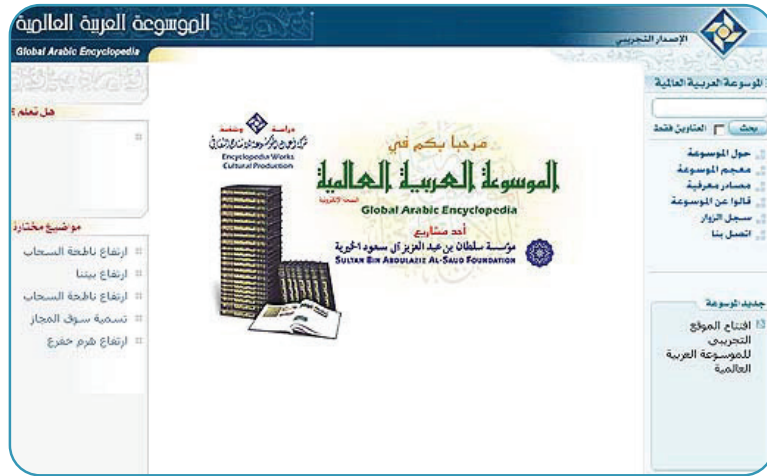 الموسوعة العربية العالمية
Global Arabic Encyclopedia
الإصدار التجريبي
الموسوعة العربية العالمية
بحث العناوين فقط
حول الموسوعة
معجم الموسوعة
مصادر معرفية
قالوا عن الموسوعة
سجل الزوار
اتصل بنا
جديد الموسوعة
افتتاح الموقع
التجريبي
للموسوعة العربية
العالمية
دراسة وتنفيذ
Encyclopedia Works
Cultural Production
مرحبا بكم في
الموسوعة العربية العالمية
Global Arabic Encyclopedia
أحد مشاريع
مؤسسة سلطان بن عبد العزيز آل سعود الخيرية
SULTAN BIN ABDULAZIZ AL-SAUD FOUNDATION
هل تعلم ؟
مواضيع مختارة
ارتفاع ناطحة السحاب
ارتفاع بيتنا
ارتفاع ناطحة السحاب
تسمية سوق المجاز
ارتفاع هرم خفرع